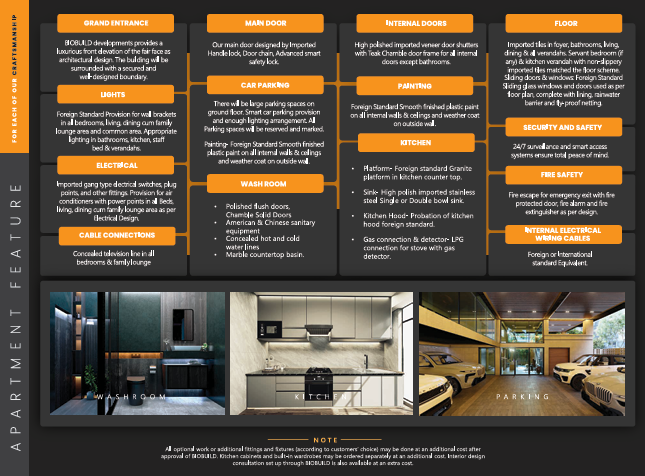 FOR EACH OF OUR CRAFTSMANSHIP
APARTMENT FEATURE
GRAND ENTRANCE
BIOBUILD developments provides a
luxurious front elevation of the fair face as
architectural design. The building will be
surrounded with a secured and
well-designed boundary.
LIGHTS
Foreign Standard Provision for wall brackets
in all bedrooms, living, dining cum family
lounge area and common area. Appropriate
lighting in bathrooms, kitchen, staff
bed & verandahs.
ELECTRICAL
Imported gang type electrical switches, plug
points, and other fittings. Provision for air
conditioners with power points in all Beds,
living, dining cum family lounge area as per
Electrical Design.
CABLE CONNECTIONS
Concealed television line in all
bedrooms & family lounge
MAIN DOOR
Our main door designed by Imported
Handle lock, Door chain, Advanced smart
safety lock.
CAR PARKING
There will be large parking spaces on
ground floor. Smart car parking provision
and enough lighting arrangement. All
Parking spaces will be reserved and marked.
Painting- Foreign Standard Smooth finished
plastic paint on all internal walls & ceilings
and weather coat on outside wall.
WASH ROOM
• Polished flush doors,
Chamble Solid Doors
• American & Chinese sanitary
equipment
• Concealed hot and cold
water lines
• Marble countertop basin.
INTERNAL DOORS
High polished imported veneer door shutters
with Teak Chamble door frame for all internal
doors except bathrooms.
PAINTING
Foreign Standard Smooth finished plastic paint
on all internal walls & ceilings and weather coat
on outside wall.
KITCHEN
• Platform- Foreign standard Granite
platform in kitchen counter top.
• Sink- High polish imported stainless
steel Single or Double bowl sink.
• Kitchen Hood- Probation of kitchen
hood foreign standard.
• Gas connection & detector- LPG
connection for stove with gas
detector.
FLOOR
Imported tiles in foyer, bathrooms, living,
dining & all verandahs. Servant bedroom (if
any) & kitchen verandah with non-slippery
imported tiles matched the floor scheme.
Sliding doors & windows: Foreign Standard
Sliding glass windows and doors used as per
floor plan, complete with lining, rainwater
barrier and fly-proof netting.
SECURITY AND SAFETY
24/7 surveillance and smart access
systems ensure total peace of mind.
FIRE SAFETY
Fire escape for emergency exit with fire
protected door, fire alarm and fire
extinguisher as per design.
INTERNAL ELECTRICAL
WIRING CABLES
Foreign or International
standard Equivalent.
WASHROOM
KITCHEN
PARKING
NOTE
All optional work or additional fittings and fixtures (according to customers' choice) may be done at an additional cost after
approval of BIOBUILD. Kitchen cabinets and built-in wardrobes may be ordered separately at an additional cost. Interior design
consultation set up through BIOBUILD is also available at an extra cost.